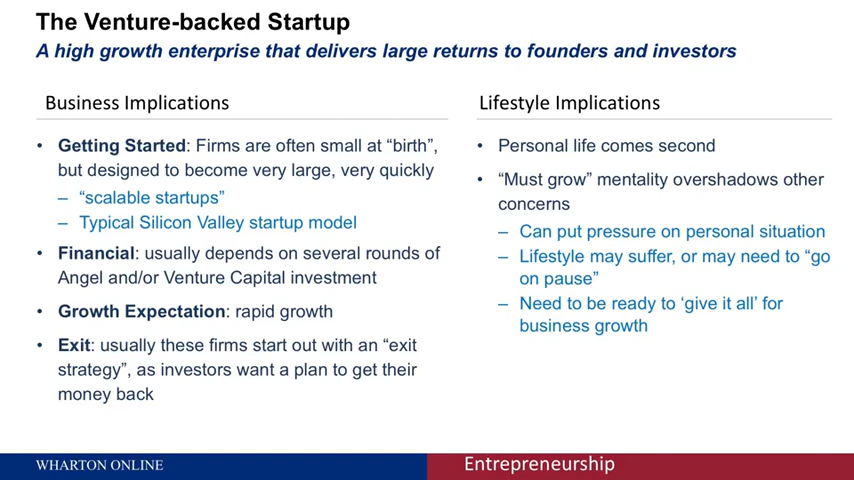 The Venture-backed Startup
A high growth enterprise that delivers large returns to founders and investors
Business Implications
• Getting Started: Firms are often small at “birth”,
but designed to become very large, very quickly
– “scalable startups”
– Typical Silicon Valley startup model
• Financial: usually depends on several rounds of
Angel and/or Venture Capital investment
• Growth Expectation: rapid growth
• Exit: usually these firms start out with an “exit
strategy”, as investors want a plan to get their
money back
Lifestyle Implications
• Personal life comes second
• “Must grow” mentality overshadows other
concerns
– Can put pressure on personal situation
– Lifestyle may suffer, or may need to “go
on pause”
– Need to be ready to ‘give it all’ for
business growth
WHARTON ONLINE
Entrepreneurship